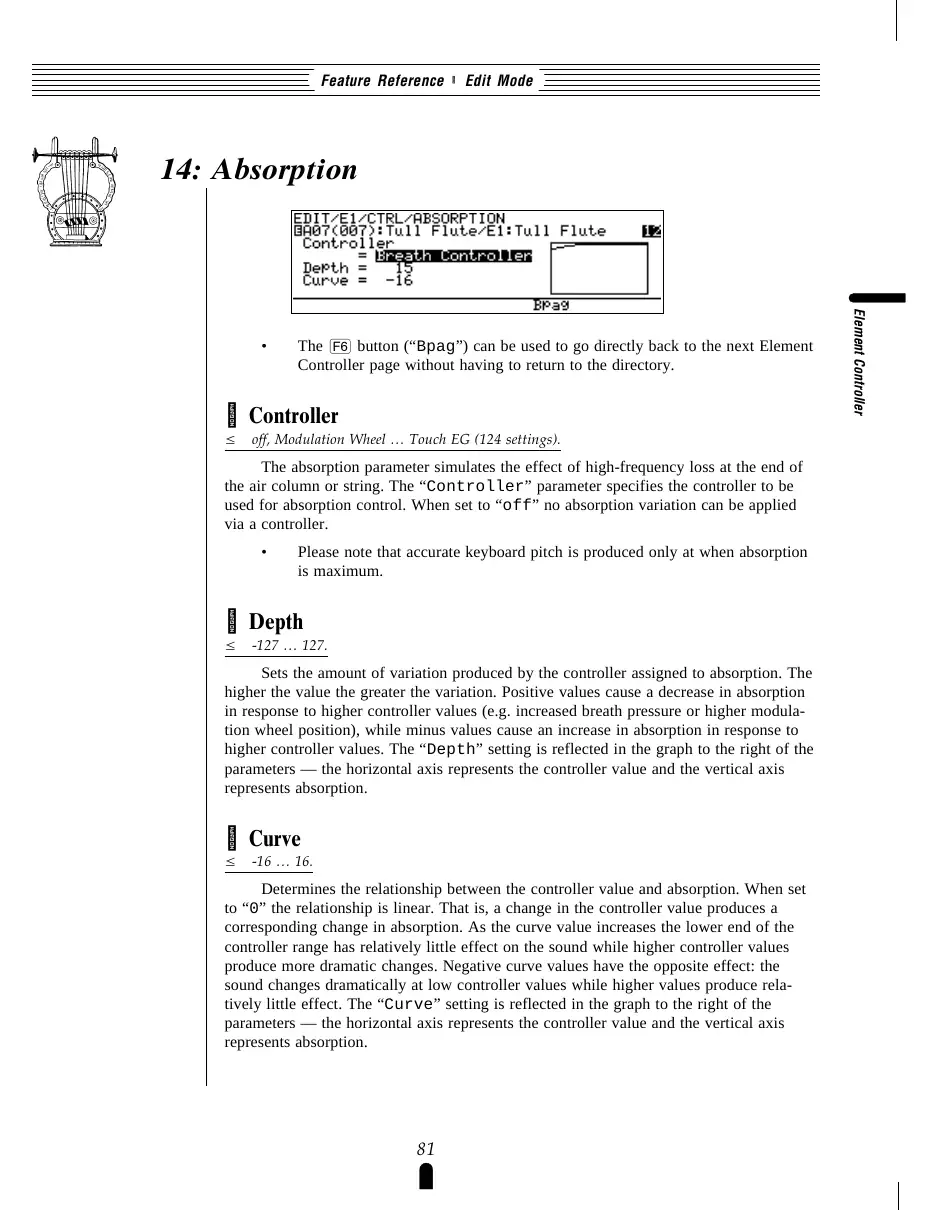 Feature Reference Edit Mode
14: Absorption
EDIT/E1/CTRL/ABSORPTION
EA07(007):Tull Flute/E1:Tull Flute 12
Controller
= Breath Controller
Depth = 15
Curve = -16
Bpag
• The F6 button (“Bpag”) can be used to go directly back to the next Element
Controller page without having to return to the directory.
Element Controller
Controller
≤ off, Modulation Wheel … Touch EG (124 settings).
The absorption parameter simulates the effect of high-frequency loss at the end of
the air column or string. The “Controller” parameter specifies the controller to be
used for absorption control. When set to “off” no absorption variation can be applied
via a controller.
• Please note that accurate keyboard pitch is produced only at when absorption
is maximum.
Depth
≤ -127 … 127.
Sets the amount of variation produced by the controller assigned to absorption. The
higher the value the greater the variation. Positive values cause a decrease in absorption
in response to higher controller values (e.g. increased breath pressure or higher modula-
tion wheel position), while minus values cause an increase in absorption in response to
higher controller values. The “Depth” setting is reflected in the graph to the right of the
parameters — the horizontal axis represents the controller value and the vertical axis
represents absorption.
Curve
≤ -16 … 16.
Determines the relationship between the controller value and absorption. When set
to “0” the relationship is linear. That is, a change in the controller value produces a
corresponding change in absorption. As the curve value increases the lower end of the
controller range has relatively little effect on the sound while higher controller values
produce more dramatic changes. Negative curve values have the opposite effect: the
sound changes dramatically at low controller values while higher values produce rela-
tively little effect. The “Curve” setting is reflected in the graph to the right of the
parameters — the horizontal axis represents the controller value and the vertical axis
represents absorption.
81